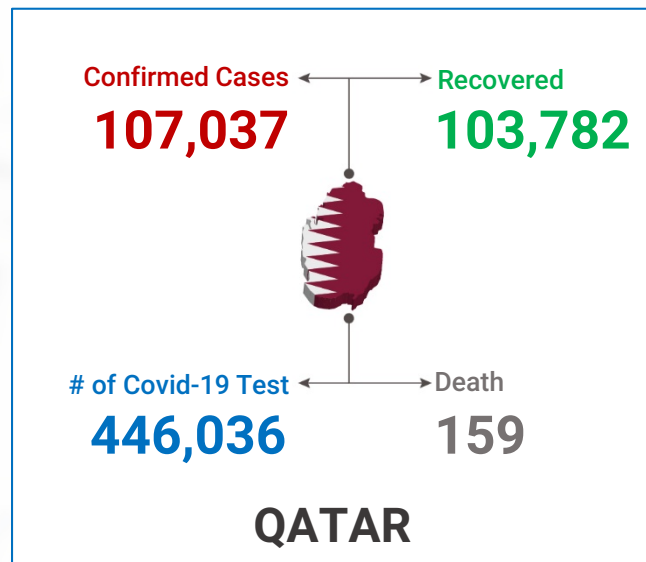 Confirmed Cases
107,037
Recovered
103,782
# of Covid-19 Test
446,036
Death
159
QATAR